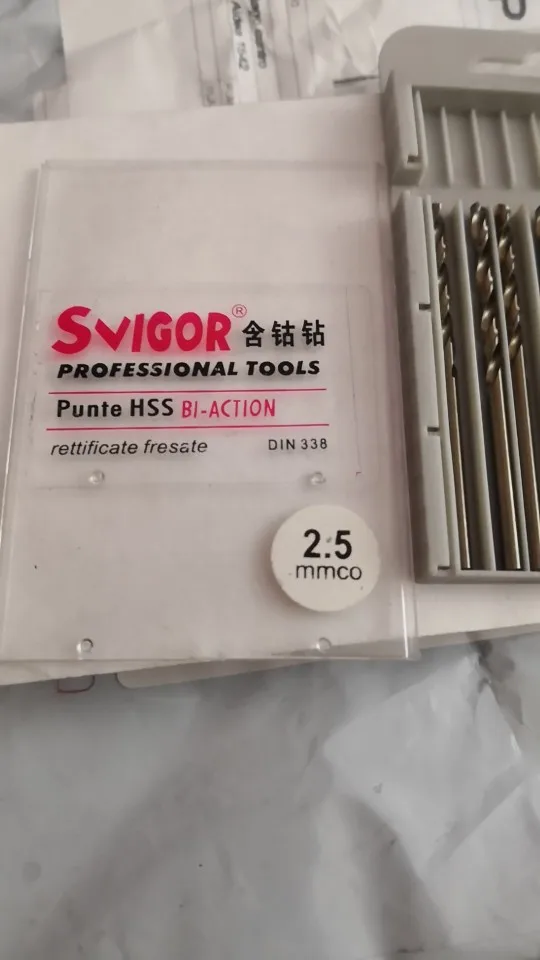 SVIGOR® 含钴钻
PROFESSIONAL TOOLS
Punte HSS BI-ACTION
rettificate fresate DIN 338
2.5
mmco